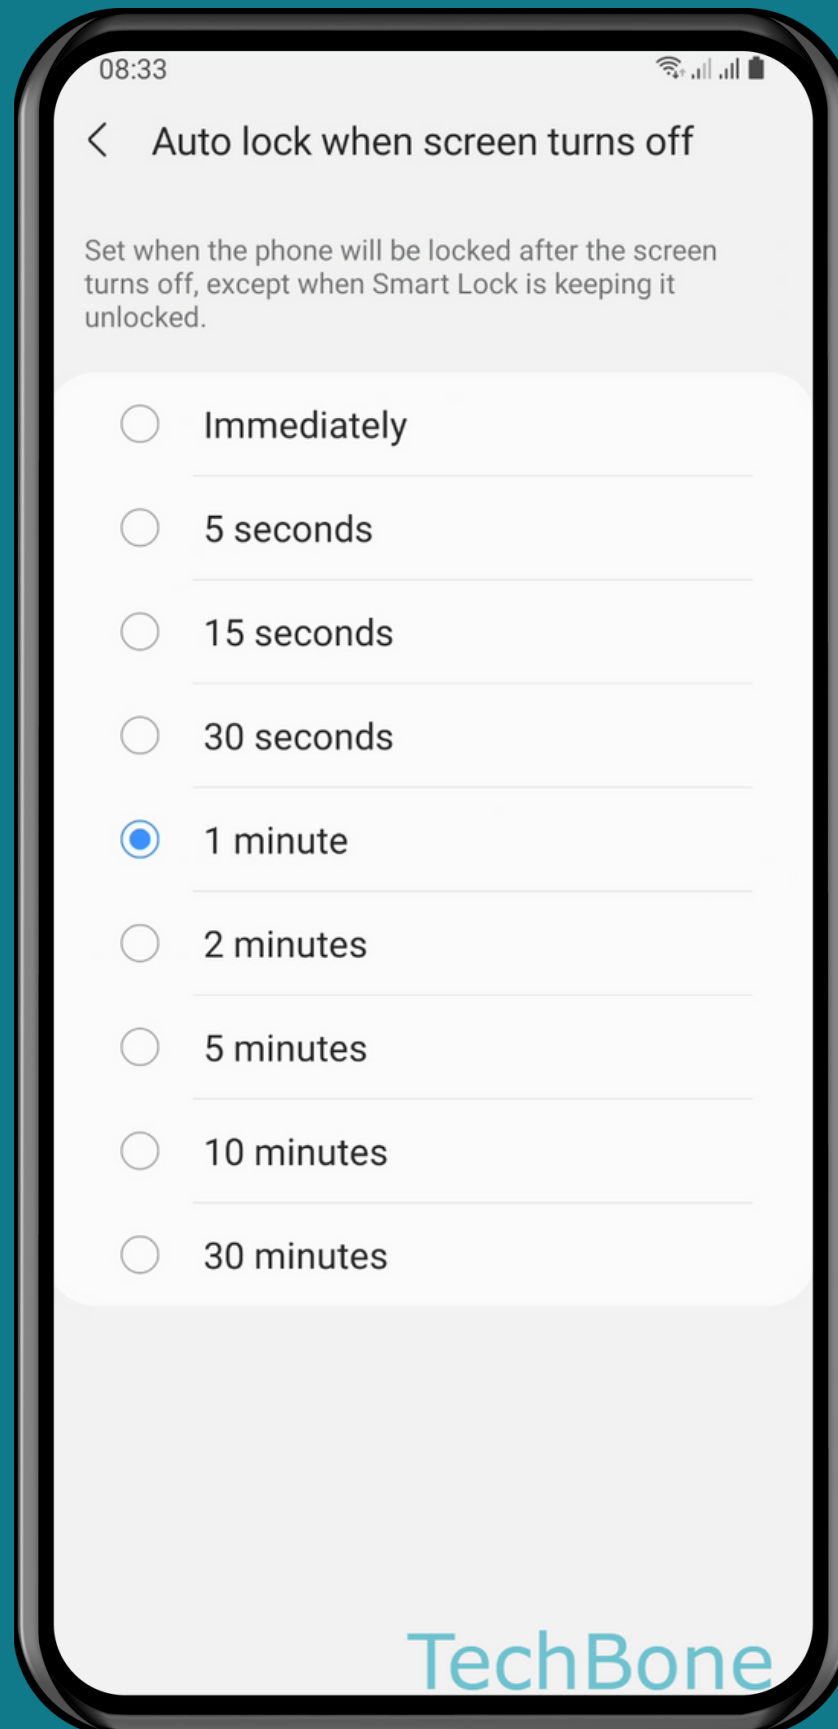 08:33
Auto lock when screen turns off
Set when the phone will be locked after the screen
turns off, except when Smart Lock is keeping it
unlocked.
Immediately
5 seconds
15 seconds
30 seconds
1 minute
2 minutes
5 minutes
10 minutes
30 minutes
TechBone